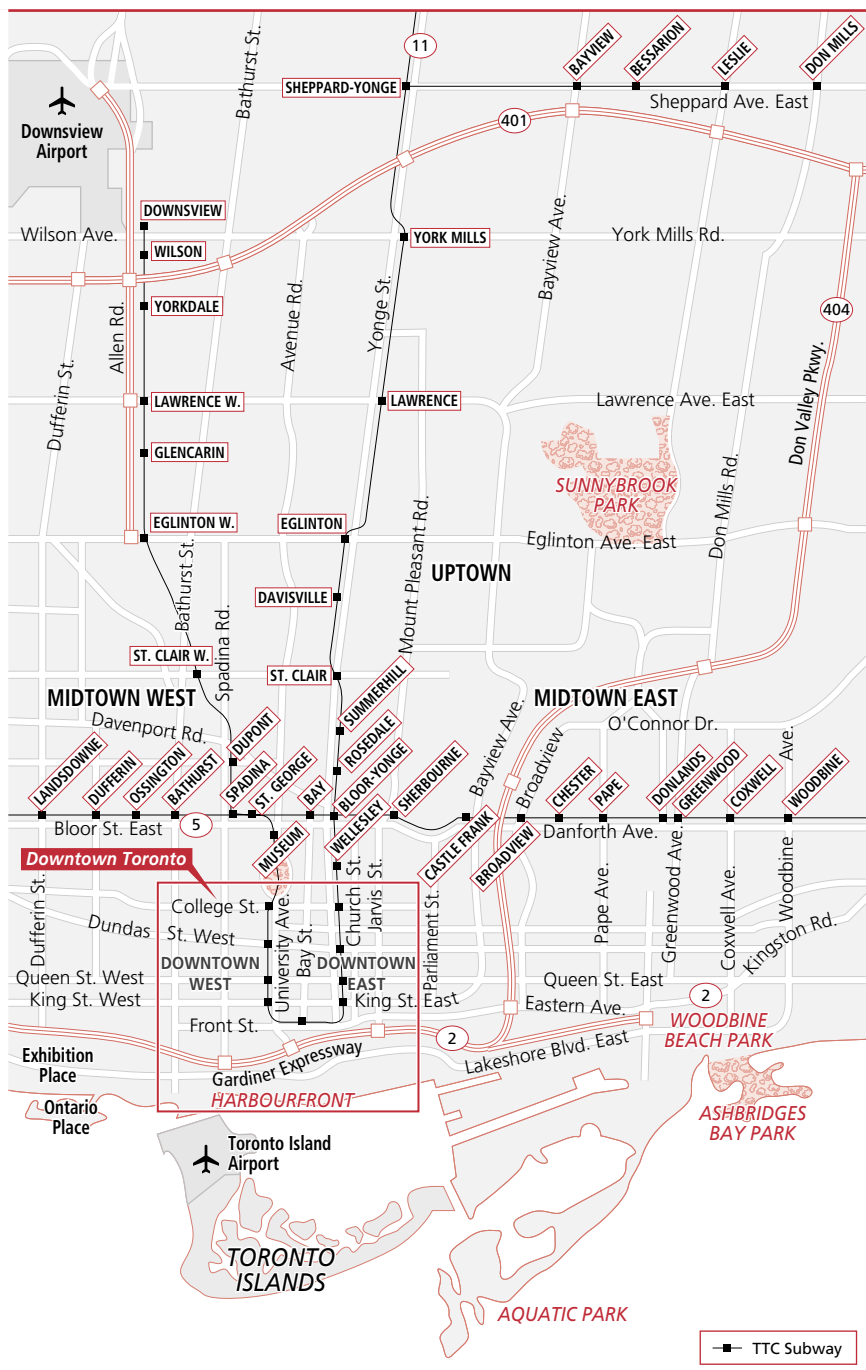 11
Bathurst St.
BAYVIEW
BESSARION
LESLIE
DON MILLS
SHEPPARD-YONGE
Sheppard Ave. East
Downsview
Airport
401
DOWNSVIEW
Wilson Ave.
WILSON
YORK MILLS
York Mills Rd.
Bayview Ave.
YORKDALE
Allen Rd.
Avenue Rd.
Yonge St.
404
Dufferin St.
LAWRENCE W.
LAWRENCE
Lawrence Ave. East
Don Valley Pkwy.
GLENCARIN
SUNNYBROOK
PARK
Don Mills Rd.
EGLINTON W.
EGLINTON
Eglinton Ave. East
Mount Pleasant Rd.
Bathurst St.
UPTOWN
DAVISVILLE
Spadina Rd.
ST. CLAIR W.
ST. CLAIR
MIDTOWN WEST
MIDTOWN EAST
SUMMERHILL
Davenport Rd.
O'Connor Dr.
DUPONT
ROSEDALE
Bayview Ave.
Broadview
Ave.
LANDSDOWNE
DUFFERIN
OSSINGTON
BATHURST
SPADINA
ST. GEORGE
BAY
BLOOR-YONGE
SHERBOURNE
CHESTER
PAPE
DONLANDS
GREENWOOD
COXWELL
WOODBINE
Bloor St. East
5
Danforth Ave.
MUSEUM
WELLESLEY
CASTLE FRANK
BROADVIEW
Downtown Toronto
Dufferin St.
College St.
Dundas St. West
University Ave.
Bay St.
Church St.
Jarvis St.
Parliament St.
Pape Ave.
Greenwood Ave.
Coxwell Ave.
Woodbine
Kingston Rd.
DOWNTOWN
WEST
DOWNTOWN
EAST
Queen St. West
Queen St. East
King St. West
King St. East
Eastern Ave.
2
Front St.
2
WOODBINE
BEACH PARK
Exhibition
Place
Gardiner Expressway
Lakeshore Blvd. East
HARBOURFRONT
Ontario
Place
ASHBRIDGES
BAY PARK
Toronto Island
Airport
TORONTO
ISLANDS
AQUATIC PARK
TTC Subway